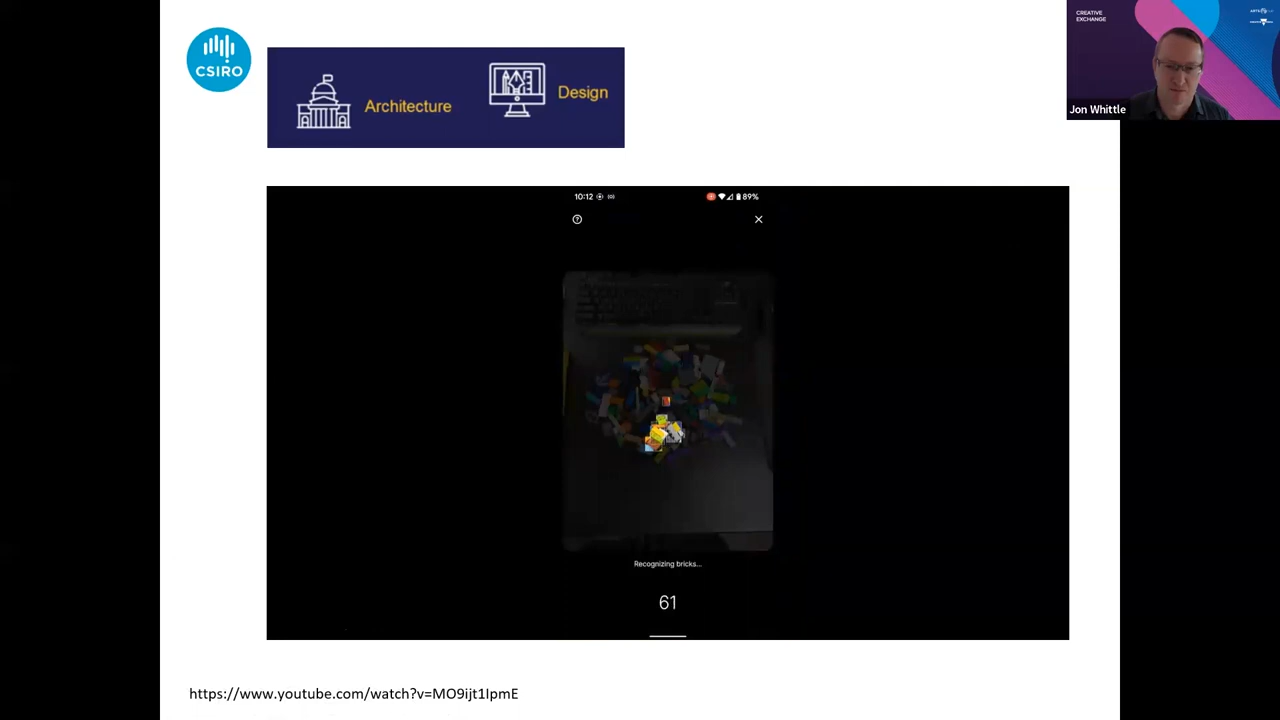 CREATIVE
EXCHANGE
Jon Whittle
CSIRO
Architecture
Design
10:12
89%
Recognizing bricks...
61
https://www.youtube.com/watch?v=MO9ijt1IpmE